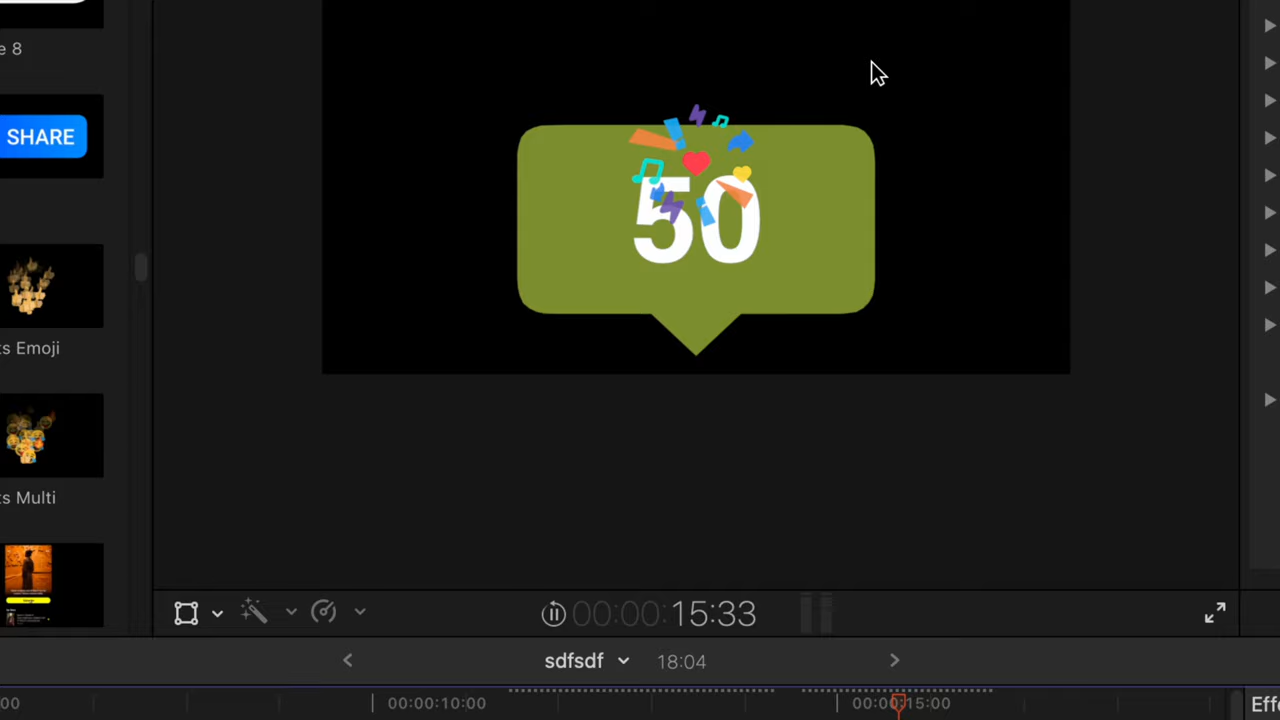 e 8
SHARE
50
ts Emoji
ts Multi
00:00:15:33
sdfsdf
18:04
:00
00:00:10:00
00:00:15:00
Effe